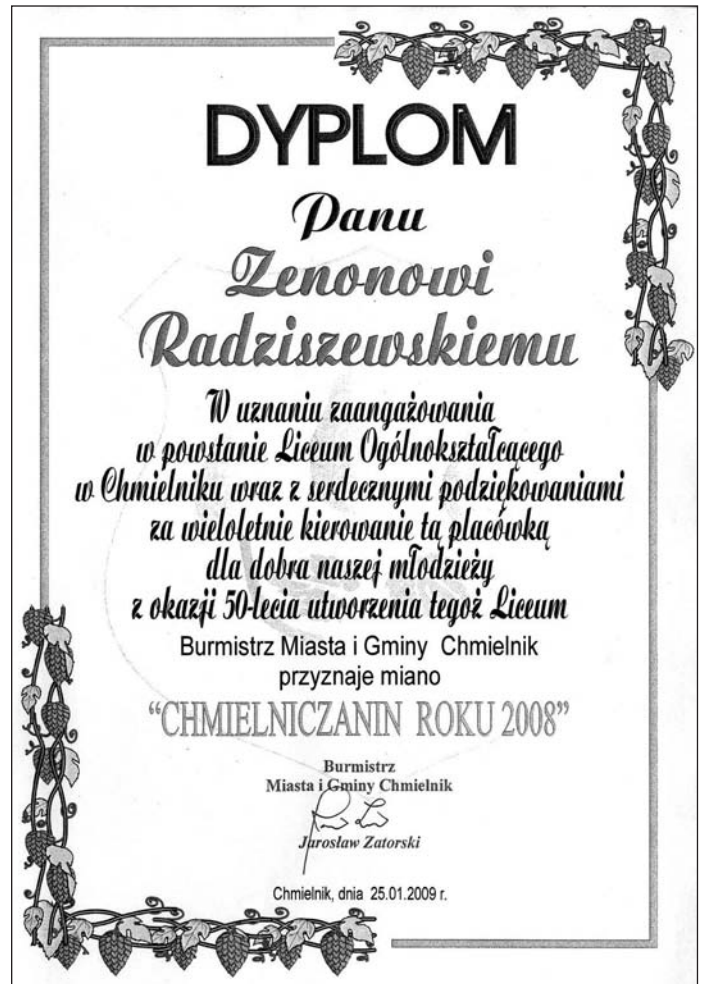 DYPLOM
Panu
Zenonowi
Radziszewskiemu
W uznaniu zaangażowania
w powstanie Liceum Ogólnokształcącego
w Chmielniku wraz z serdecznymi podziękowaniami
za wieloletnie kierowanie tą placówką
dla dobra naszej młodzieży
z okazji 50-lecia utworzenia tegoż Liceum
Burmistrz Miasta i Gminy Chmielnik
przyznaje miano
“CHMIELNICZANIN ROKU 2008”
Burmistrz
Miasta i Gminy Chmielnik
Jarosław Zatorski
Chmielnik, dnia 25.01.2009 r.